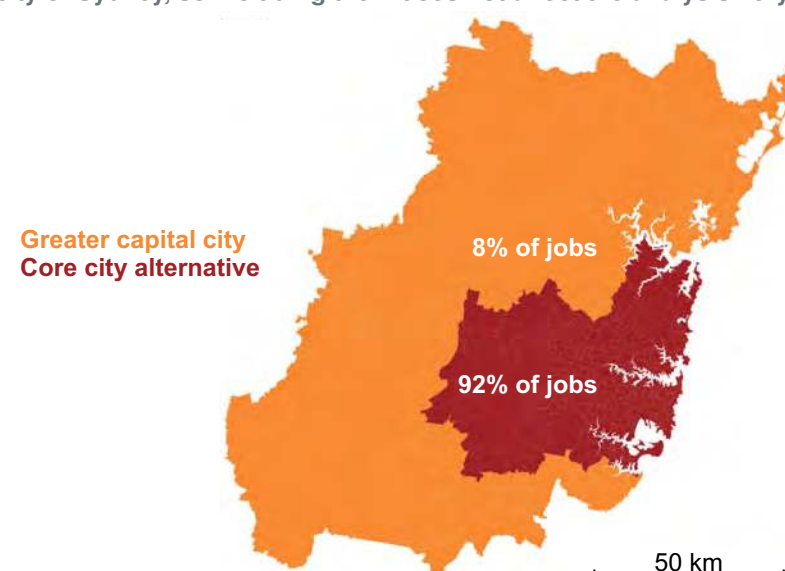 Greater capital city
Core city alternative
8% of jobs
92% of jobs
50 km